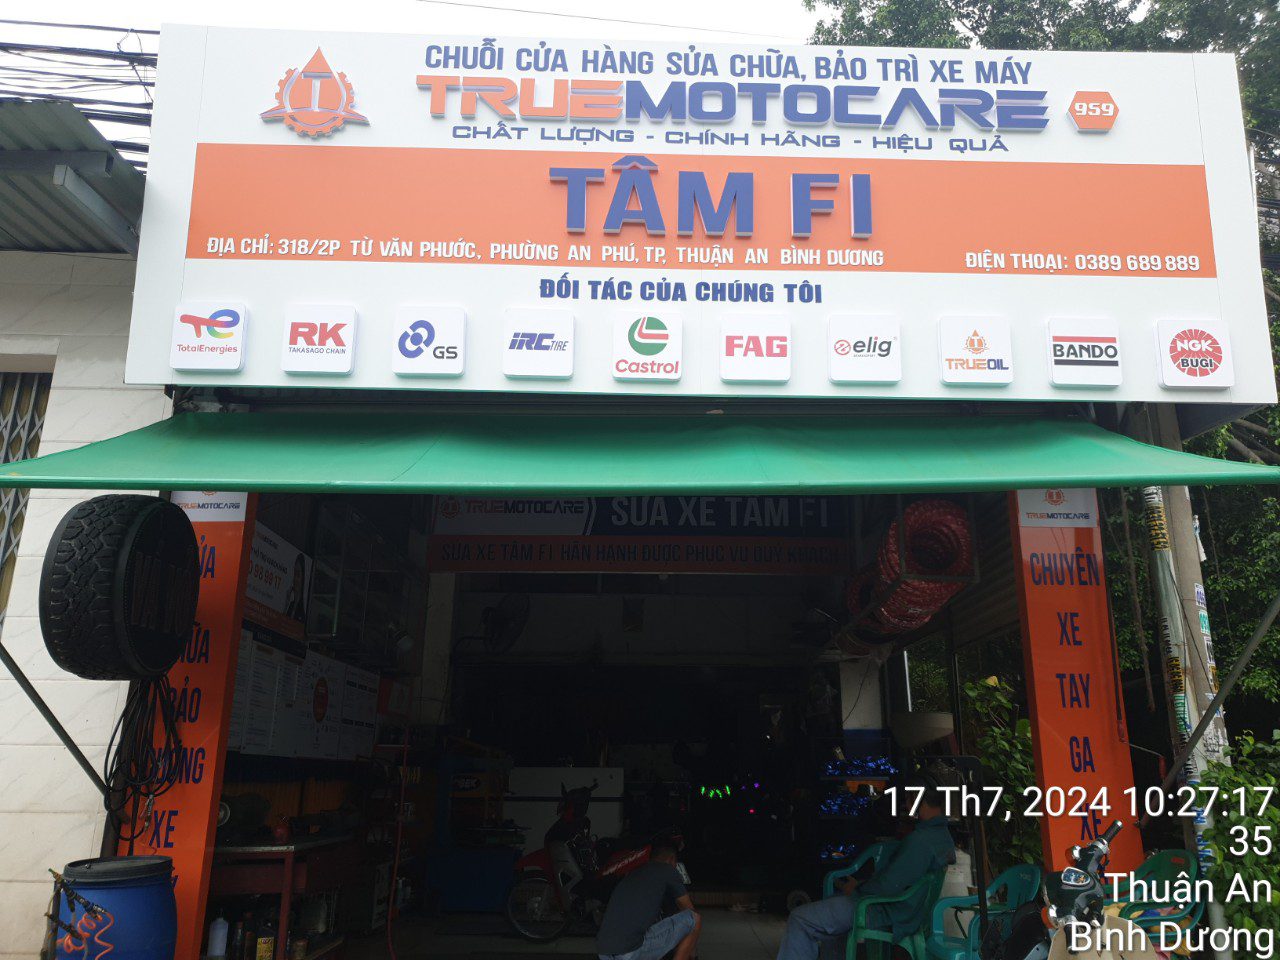 CHUỖI CỬA HÀNG SỬA CHỮA, BẢO TRÌ XE MÁY
TRUEMOTOCARE
959
CHẤT LƯỢNG - CHÍNH HÃNG - HIỆU QUẢ
TÂM FI
ĐỊA CHỈ: 318/2P TỪ VĂN PHƯỚC, PHƯỜNG AN PHÚ, TP, THUẬN AN BÌNH DƯƠNG
ĐIỆN THOẠI: 0389 689 889
ĐỐI TÁC CỦA CHÚNG TÔI
TotalEnergies
RK
TAKASAGO CHAIN
GS
IRC TIRE
Castrol
FAG
elig
TRUEOIL
BANDO
NGK
BUGI
TRUEMOTOCARE
SỬA XE TÂM FI
SỬA XE TÂM FI HÂN HẠNH ĐƯỢC PHỤC VỤ QUÝ KHÁCH
TRUEMOTOCARE
SỬA
CHỮA
BẢO
DƯỠNG
XE
TRUEMOTOCARE
CHUYÊN
XE
TAY
GA
XE
17 Th7, 2024 10:27:17
35
Thuận An
Bình Dương